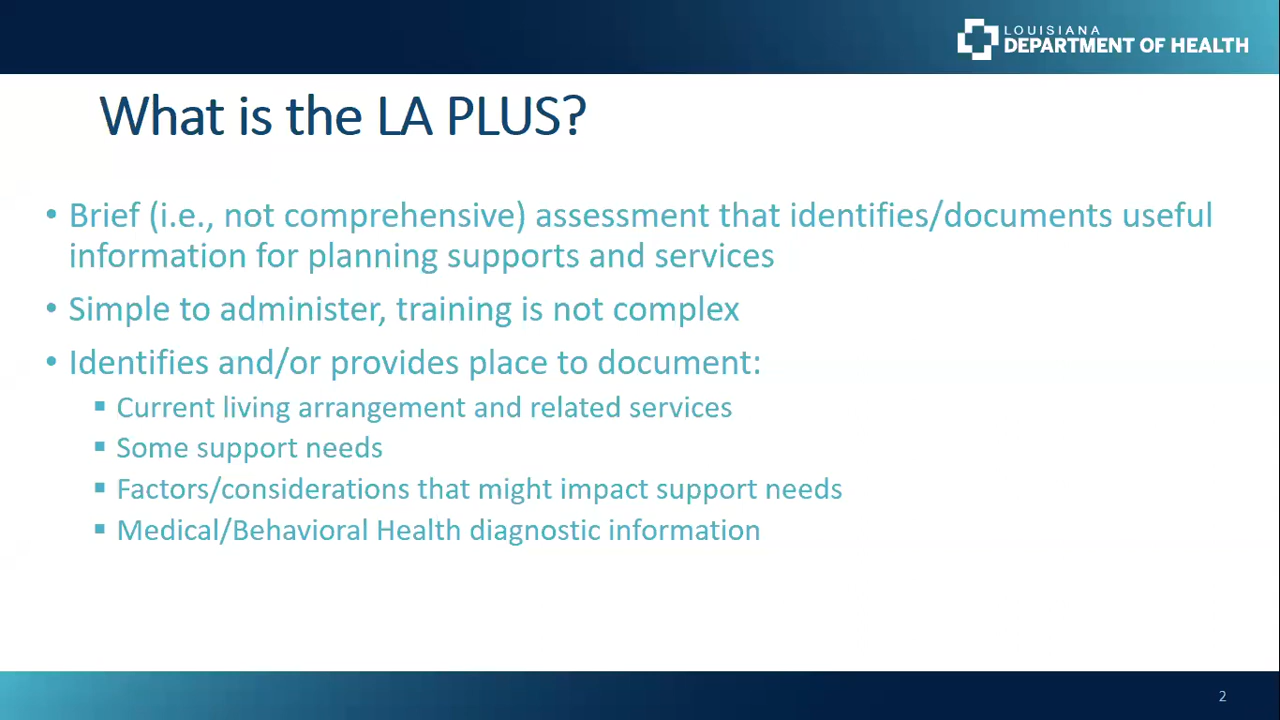 LOUISIANA
DEPARTMENT OF HEALTH
What is the LA PLUS?
• Brief (i.e., not comprehensive) assessment that identifies/documents useful
information for planning supports and services
• Simple to administer, training is not complex
• Identifies and/or provides place to document:
▪ Current living arrangement and related services
▪ Some support needs
▪ Factors/considerations that might impact support needs
▪ Medical/Behavioral Health diagnostic information
2